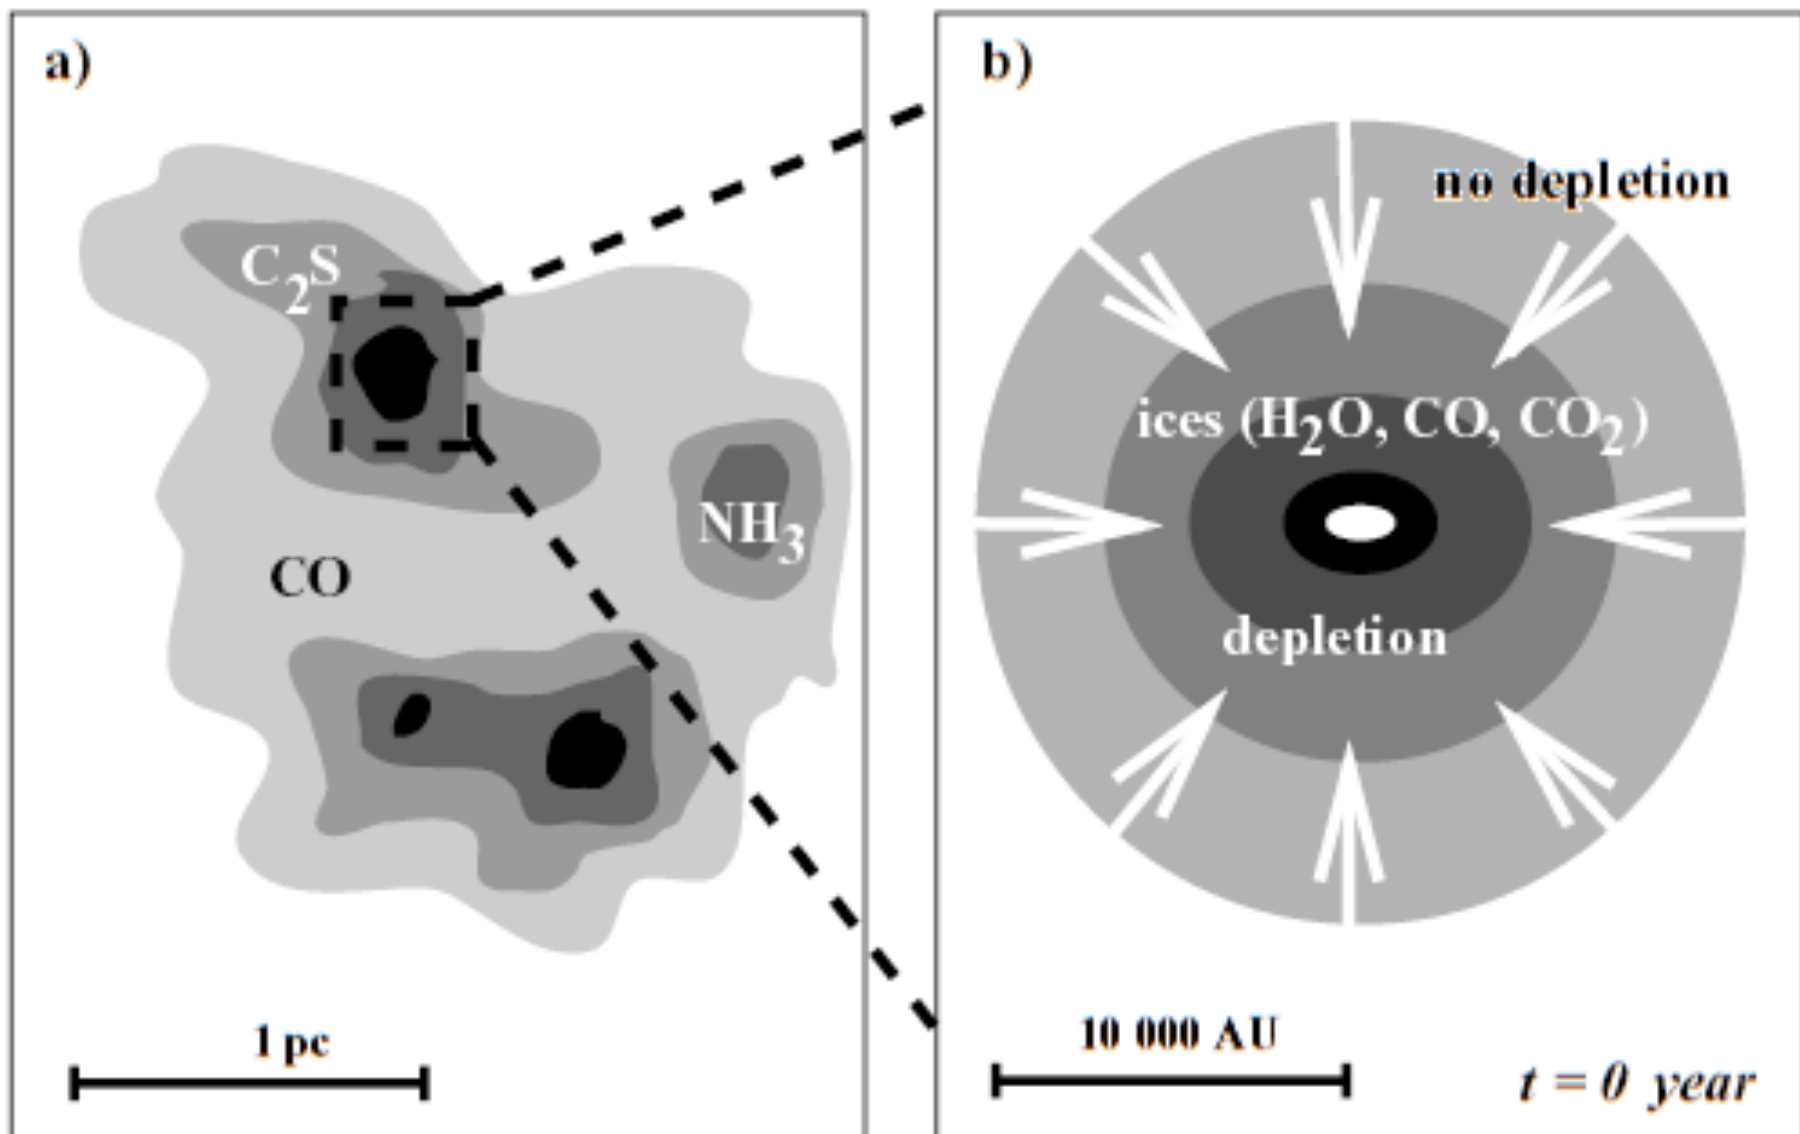 a)
C2S
NH3
CO
1 pc
b)
no depletion
ices (H2O, CO, CO2)
depletion
10 000 AU
t = 0 year